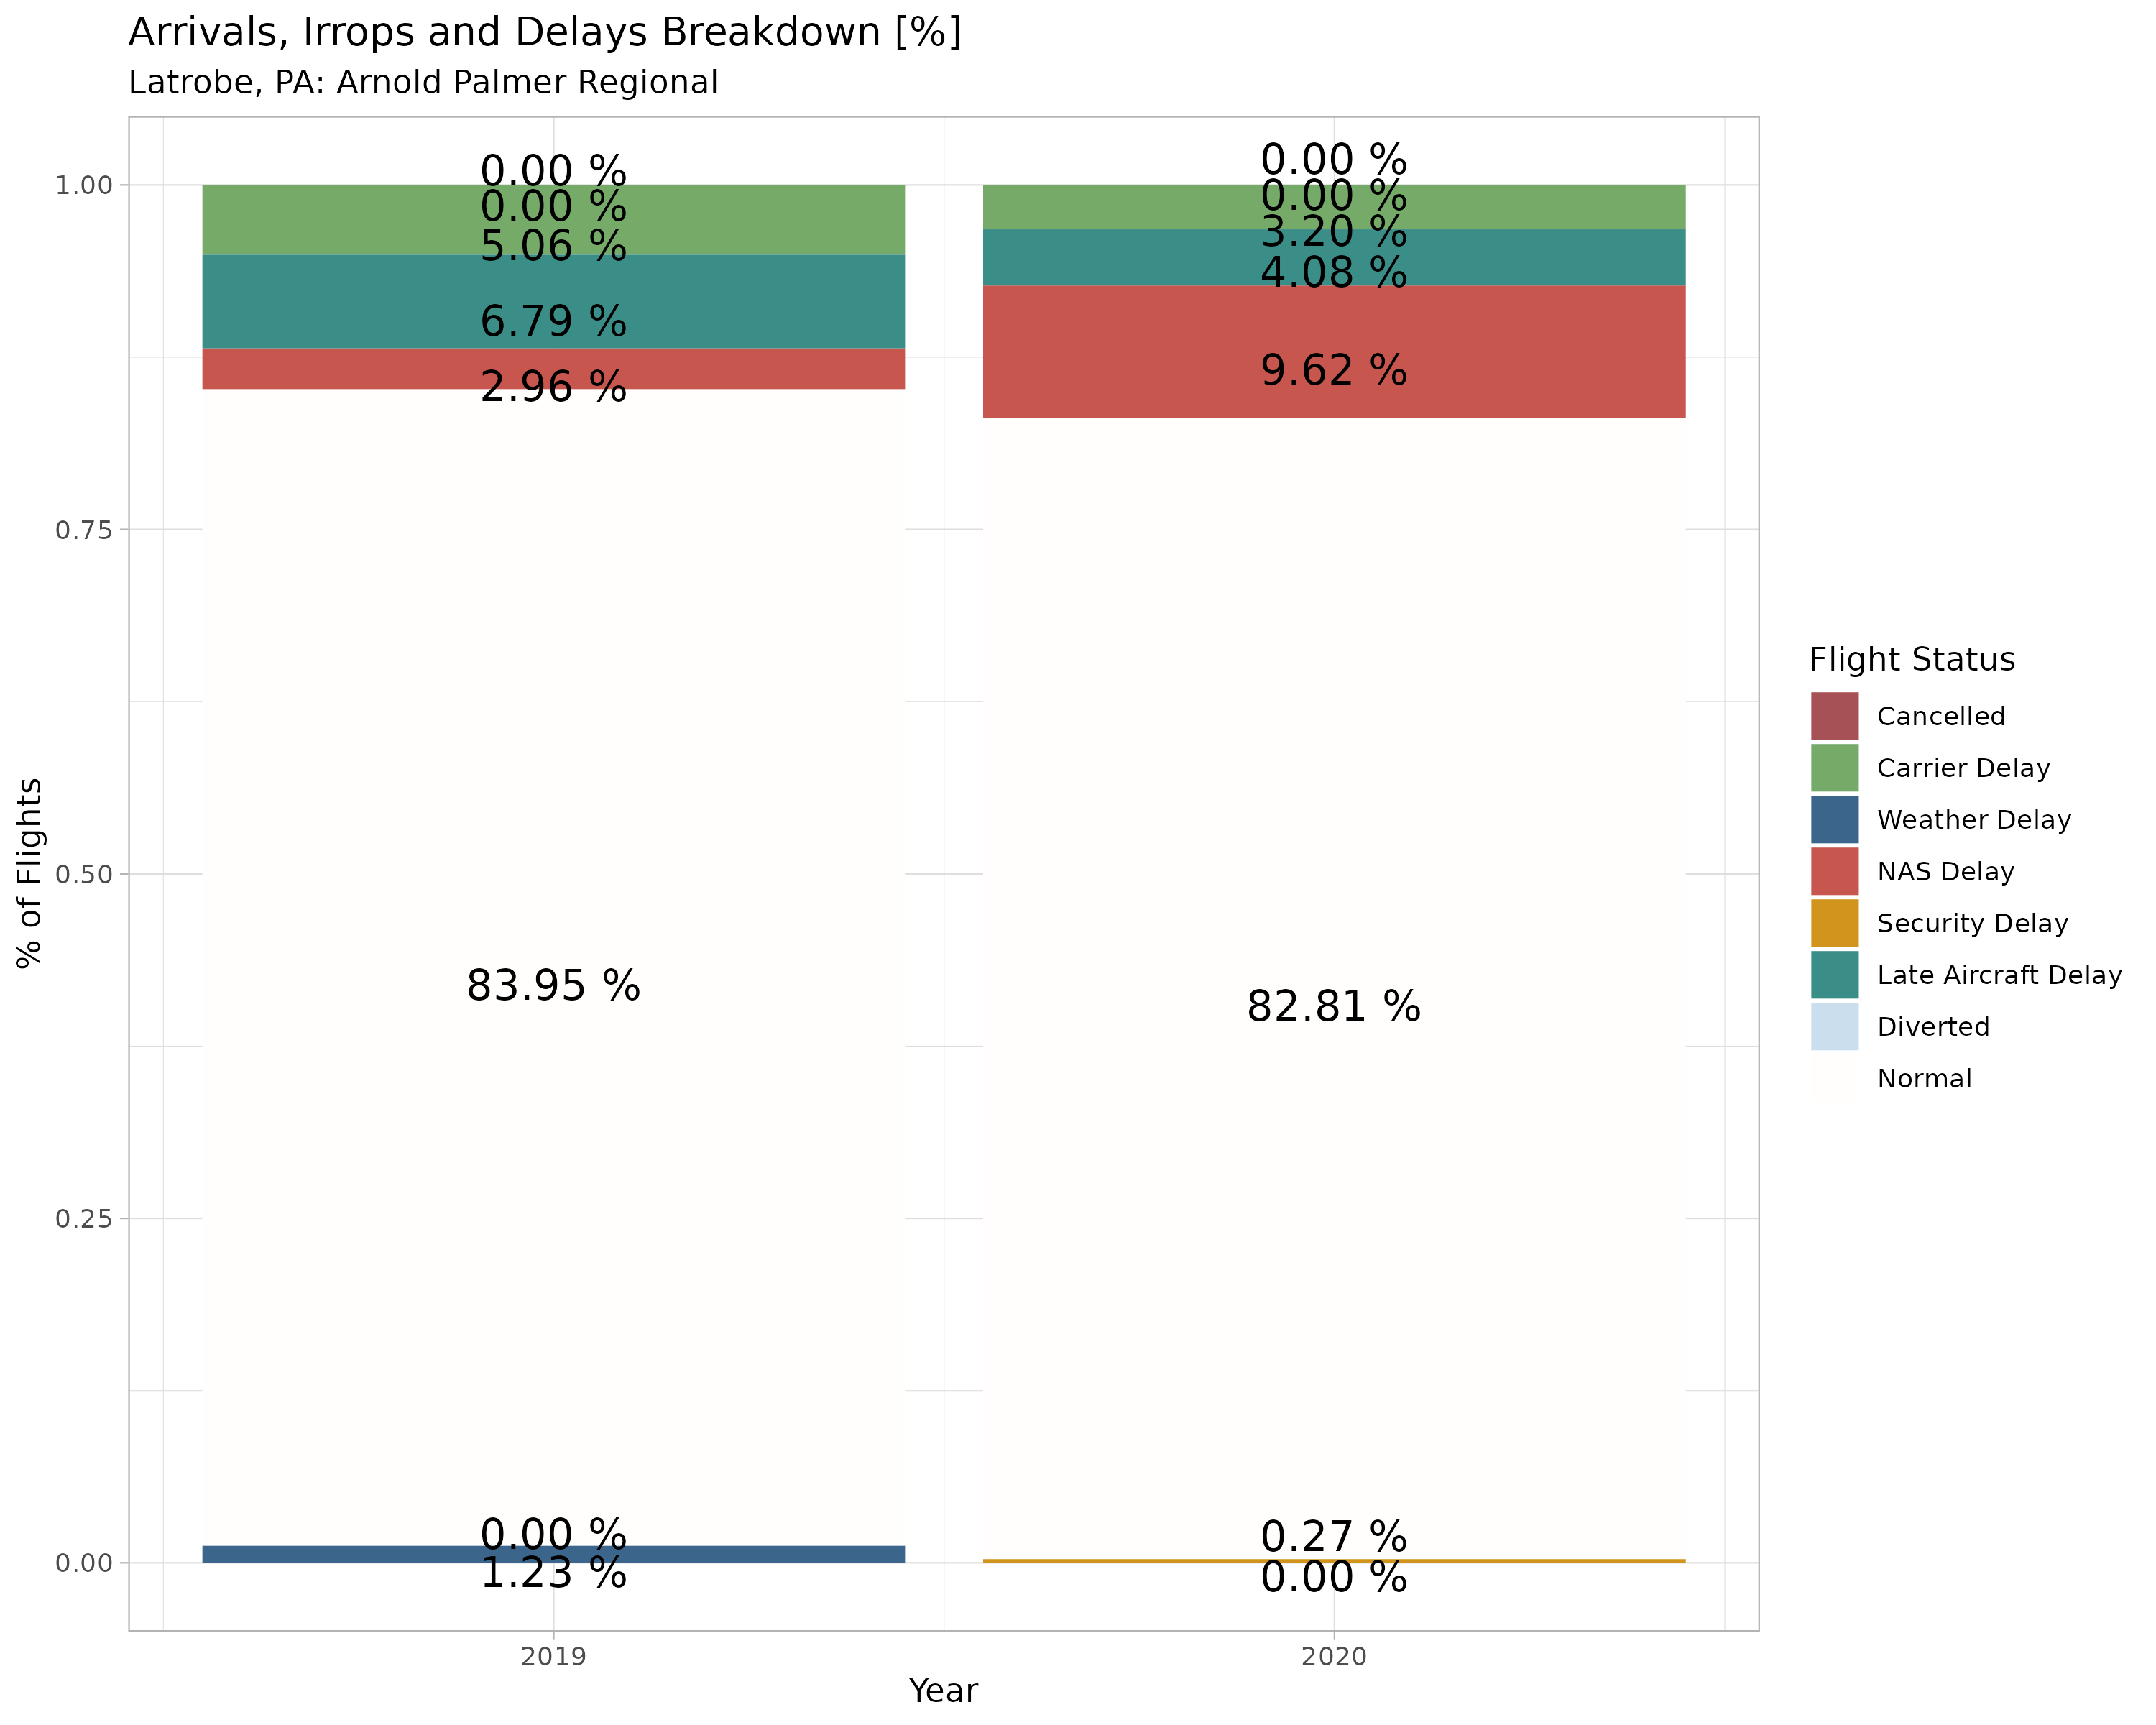 Arrivals, Irrops and Delays Breakdown [%]
Latrobe, PA: Arnold Palmer Regional
% of Flights
1.00
0.75
0.50
0.25
0.00
0.00 %
0.00 %
5.06 %
6.79 %
2.96 %
83.95 %
0.00 %
1.23 %
0.00 %
0.00 %
3.20 %
4.08 %
9.62 %
82.81 %
0.27 %
0.00 %
2019
2020
Year
Flight Status
Cancelled
Carrier Delay
Weather Delay
NAS Delay
Security Delay
Late Aircraft Delay
Diverted
Normal